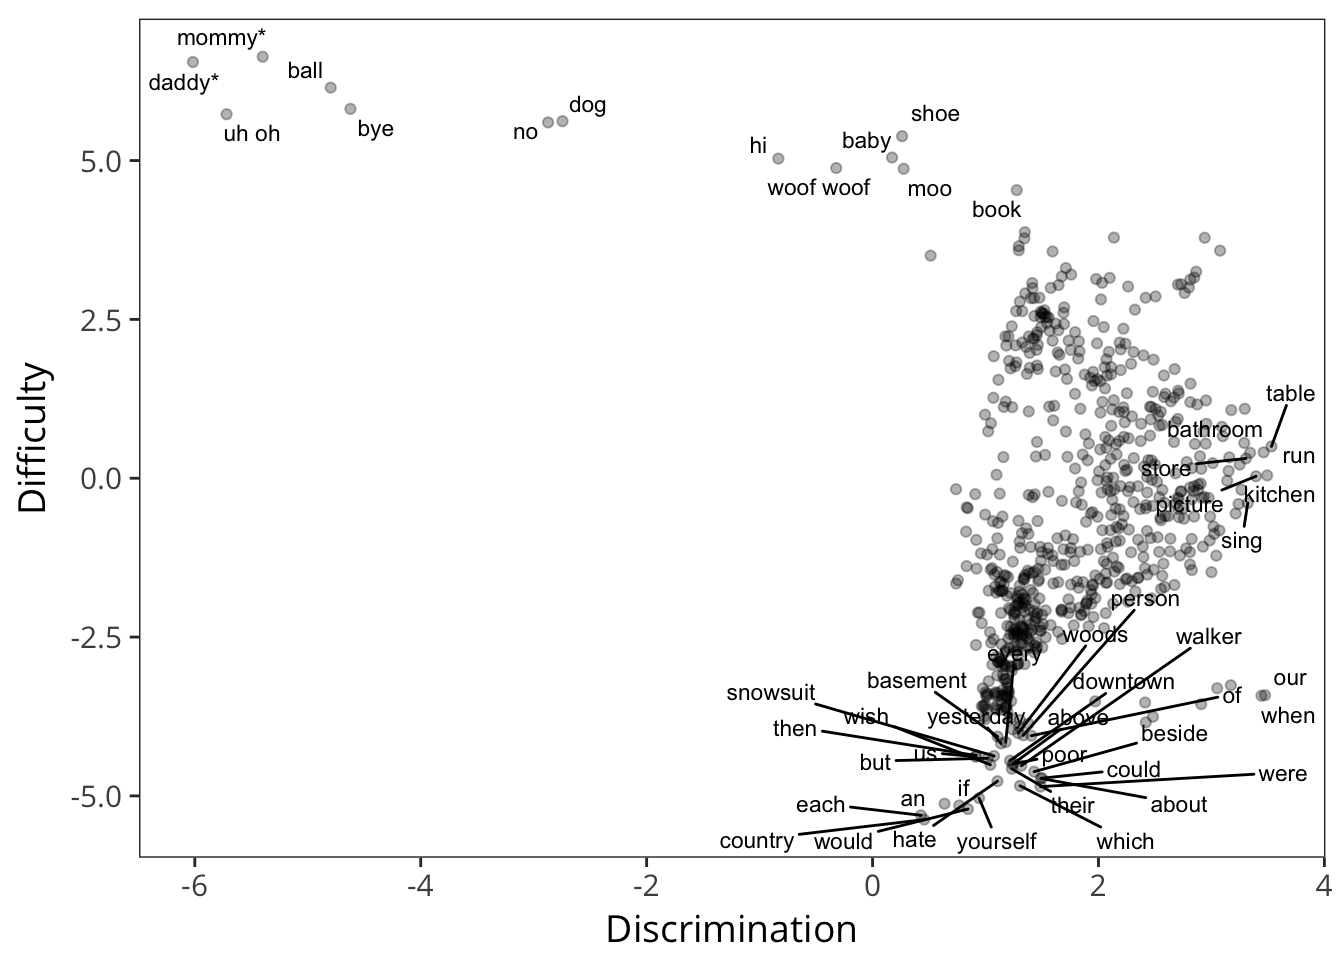 mommy*
daddy*
ball
uh oh
bye
dog
no
shoe
hi
baby
woof woof
moo
book
5.0
2.5
0.0
-2.5
-5.0
Difficulty
table
bathroom
run
store
kitchen
picture
sing
person
woods
walker
every
basement
downtown
our
snowsuit
of
wish
yesterday
above
when
then
beside
us
poor
but
could
were
if
an
each
their
about
country
would
hate
yourself
which
-6
-4
-2
0
2
4
Discrimination